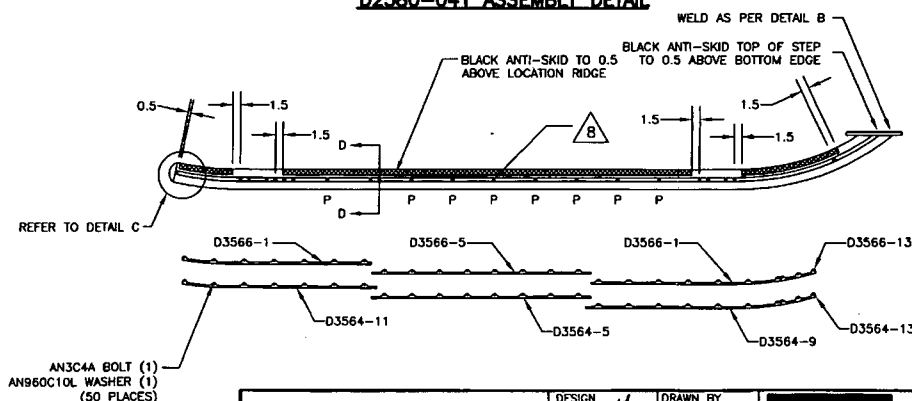 D2580-041 ASSEMBLY DETAIL
WELD AS PER DETAIL B
BLACK ANTI-SKID TO 0.5
ABOVE LOCATION RIDGE
BLACK ANTI-SKID TOP OF STEP
TO 0.5 ABOVE BOTTOM EDGE
0.5
1.5
1.5
1.5
1.5
1.5
8
D
D
P P P P P P P P
REFER TO DETAIL C
D3566-1
D3566-5
D3566-1
D3566-13
D3564-11
D3564-5
D3564-9
D3564-13
AN3C4A BOLT (1)
AN960C10L WASHER (1)
(50 PLACES)
DESIGN
DRAWN BY